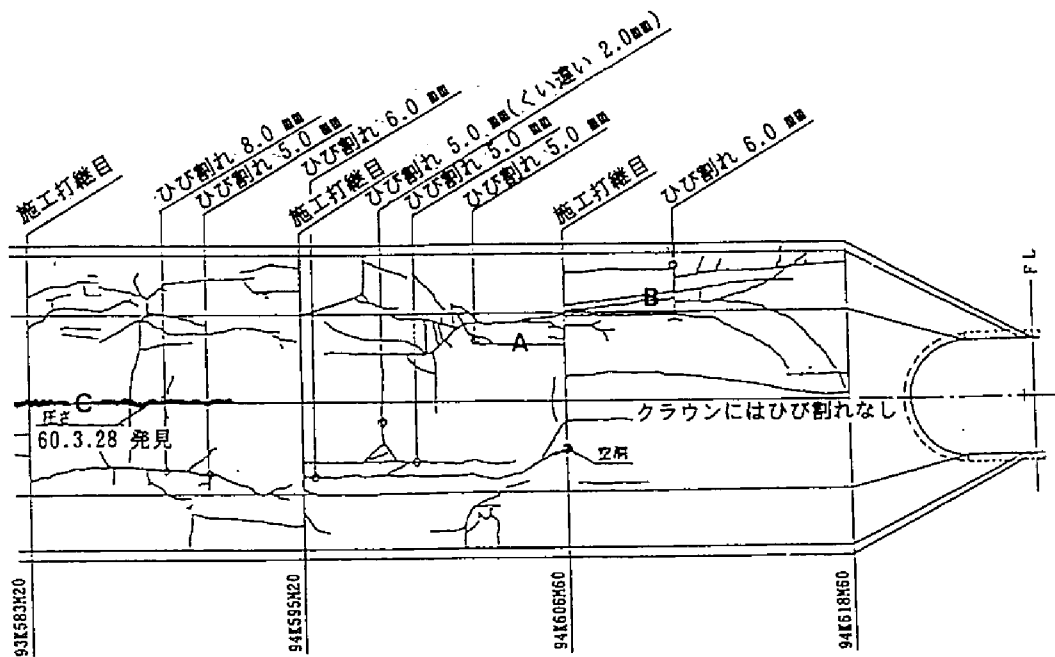 施工打継目
ひび割れ 8.0 mm
ひび割れ 5.0 mm
ひび割れ 6.0 mm
施工打継目
ひび割れ 5.0 mm(くい違い 2.0mm)
ひび割れ 5.0 mm
ひび割れ 5.0 mm
施工打継目
ひび割れ 6.0 mm
FL
B
A
C
圧ざ
60.3.28 発見
クラウンにはひび割れなし
空洞
93K583M20
94K595M20
94K606M60
94K618M60